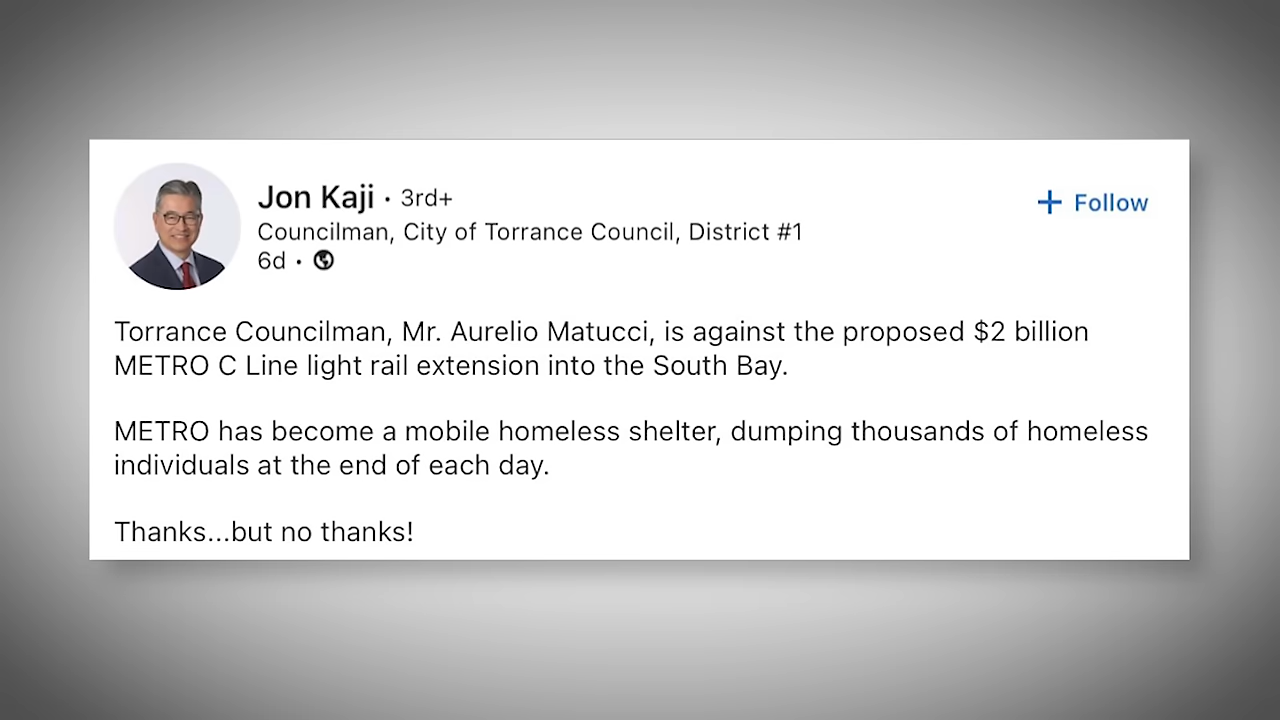 Jon Kaji · 3rd+
+ Follow
Councilman, City of Torrance Council, District #1
6d ·
Torrance Councilman, Mr. Aurelio Matucci, is against the proposed $2 billion
METRO C Line light rail extension into the South Bay.
METRO has become a mobile homeless shelter, dumping thousands of homeless
individuals at the end of each day.
Thanks...but no thanks!